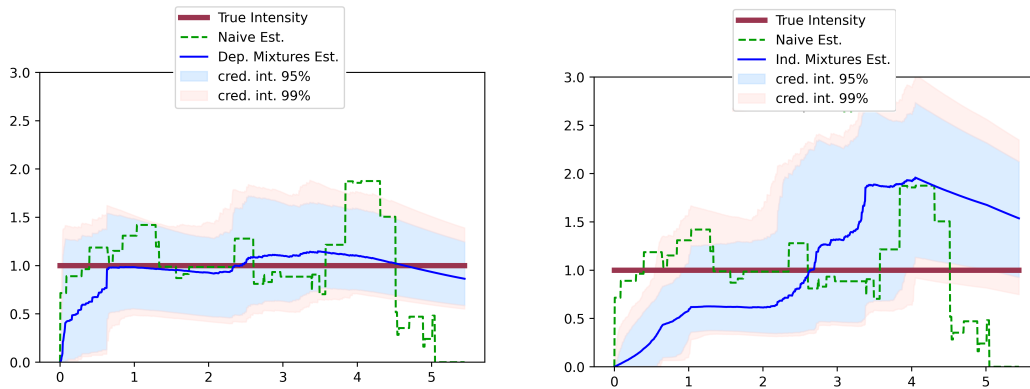 True Intensity
Naive Est.
Dep. Mixtures Est.
cred. int. 95%
cred. int. 99%
3.0
2.5
2.0
1.5
1.0
0.5
0.0
0 1 2 3 4 5
True Intensity
Naive Est.
Ind. Mixtures Est.
cred. int. 95%
cred. int. 99%
3.0
2.5
2.0
1.5
1.0
0.5
0.0
0 1 2 3 4 5